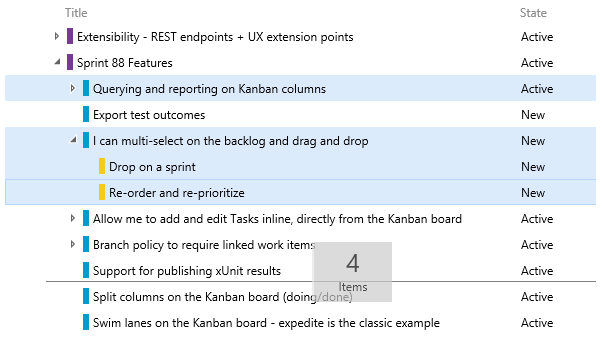 Title State
Extensibility - REST endpoints + UX extension points Active
Sprint 88 Features Active
Querying and reporting on Kanban columns Active
Export test outcomes New
I can multi-select on the backlog and drag and drop New
Drop on a sprint New
Re-order and re-prioritize New
Allow me to add and edit Tasks inline, directly from the Kanban board Active
Branch policy to require linked work items Active
4
Support for publishing xUnit results Active
Items
Split columns on the Kanban board (doing/done) Active
Swim lanes on the Kanban board - expedite is the classic example Active